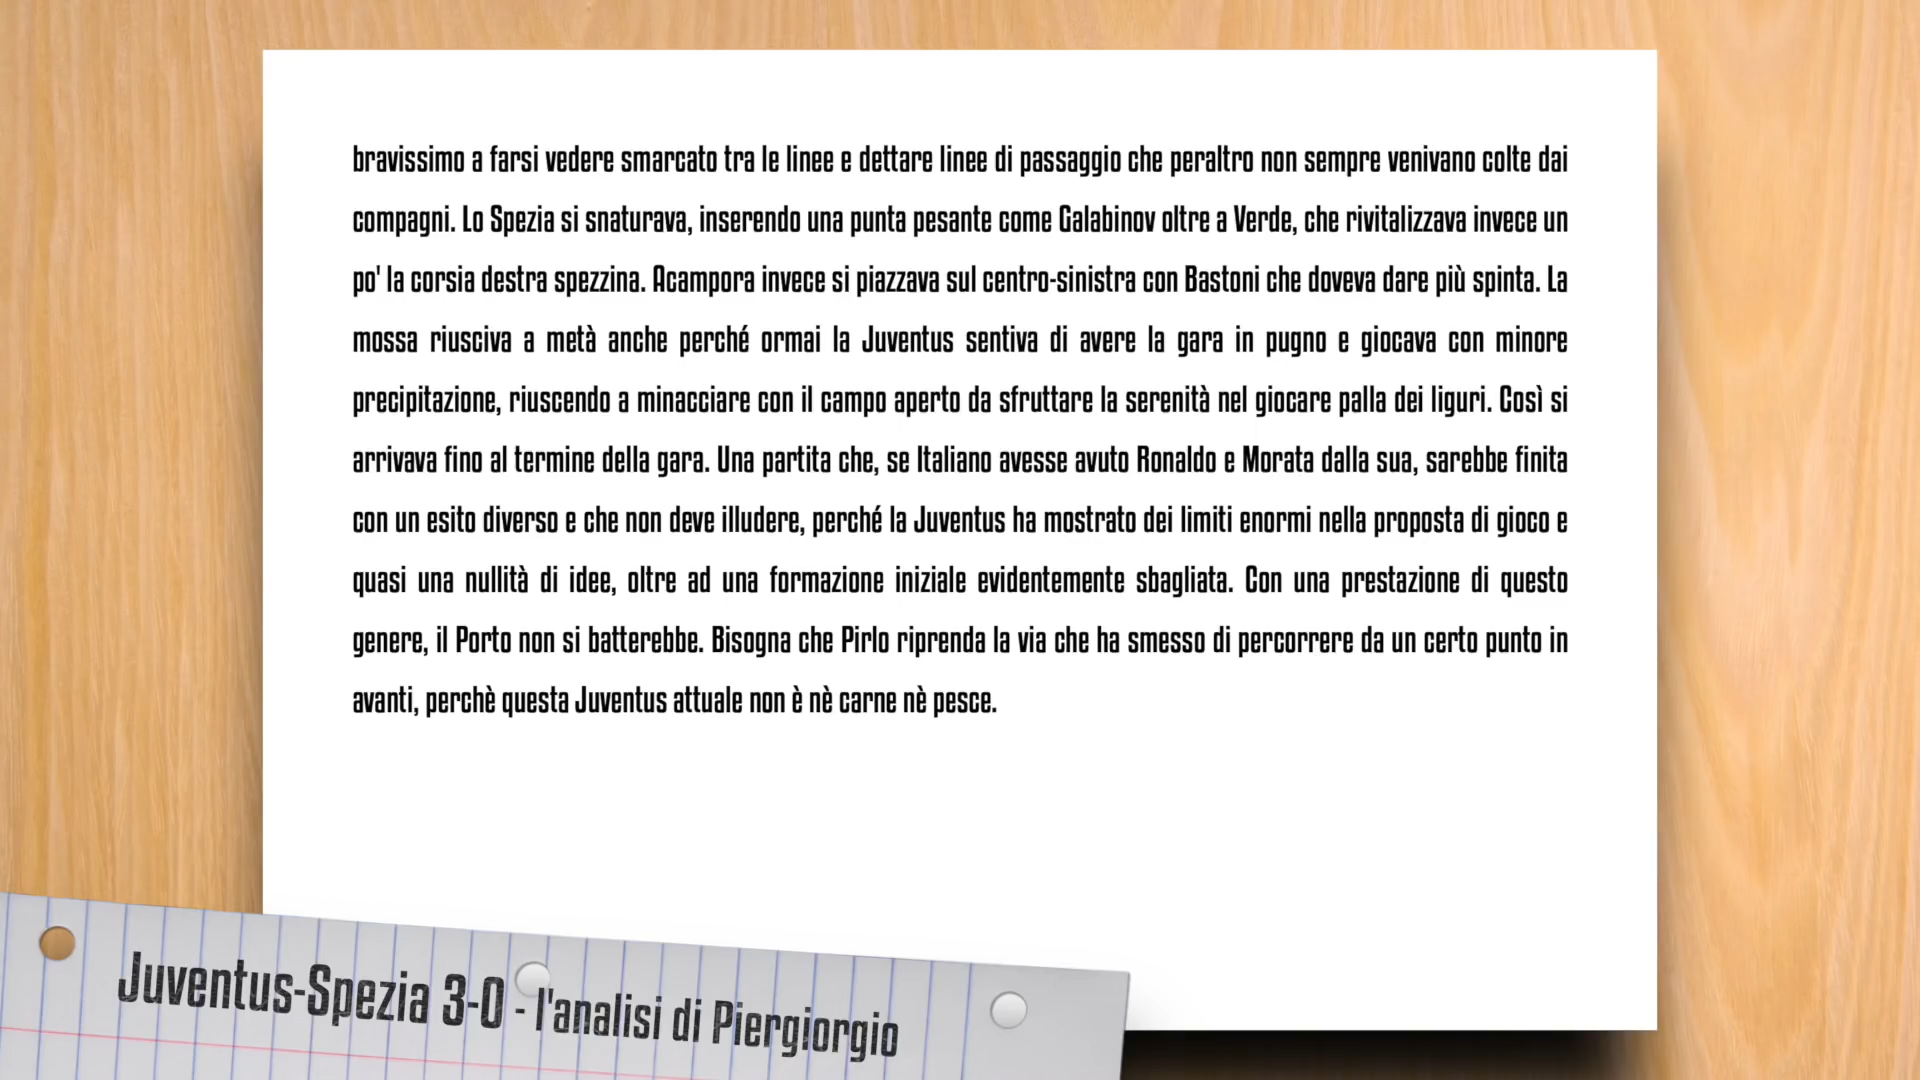 bravissimo a farsi vedere smarcato tra le linee e dettare linee di passaggio che peraltro non sempre venivano colte dai
compagni. Lo Spezia si snaturava, inserendo una punta pesante come Galabinov oltre a Verde, che rivitalizzava invece un
po' la corsia destra spezzina. Acampora invece si piazzava sul centro-sinistra con Bastoni che doveva dare più spinta. La
mossa riusciva a metà anche perché ormai la Juventus sentiva di avere la gara in pugno e giocava con minore
precipitazione, riuscendo a minacciare con il campo aperto da sfruttare la serenità nel giocare palla dei liguri. Così si
arrivava fino al termine della gara. Una partita che, se Italiano avesse avuto Ronaldo e Morata dalla sua, sarebbe finita
con un esito diverso e che non deve illudere, perché la Juventus ha mostrato dei limiti enormi nella proposta di gioco e
quasi una nullità di idee, oltre ad una formazione iniziale evidentemente sbagliata. Con una prestazione di questo
genere, il Porto non si batterebbe. Bisogna che Pirlo riprenda la via che ha smesso di percorrere da un certo punto in
avanti, perchè questa Juventus attuale non è nè carne nè pesce.
Juventus-Spezia 3-0 - l'analisi di Piergiorgio